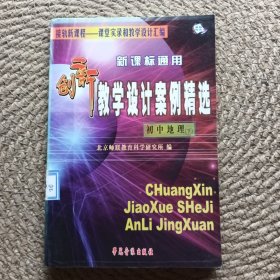 接轨新课程——课堂实录和教学设计汇编
新课标通用
创新教学设计案例精选
初中地理
北京师联教育科学研究所 编
CHuangXin
JiaoXue SHeJi
AnLi JingXuan
学苑音像出版社